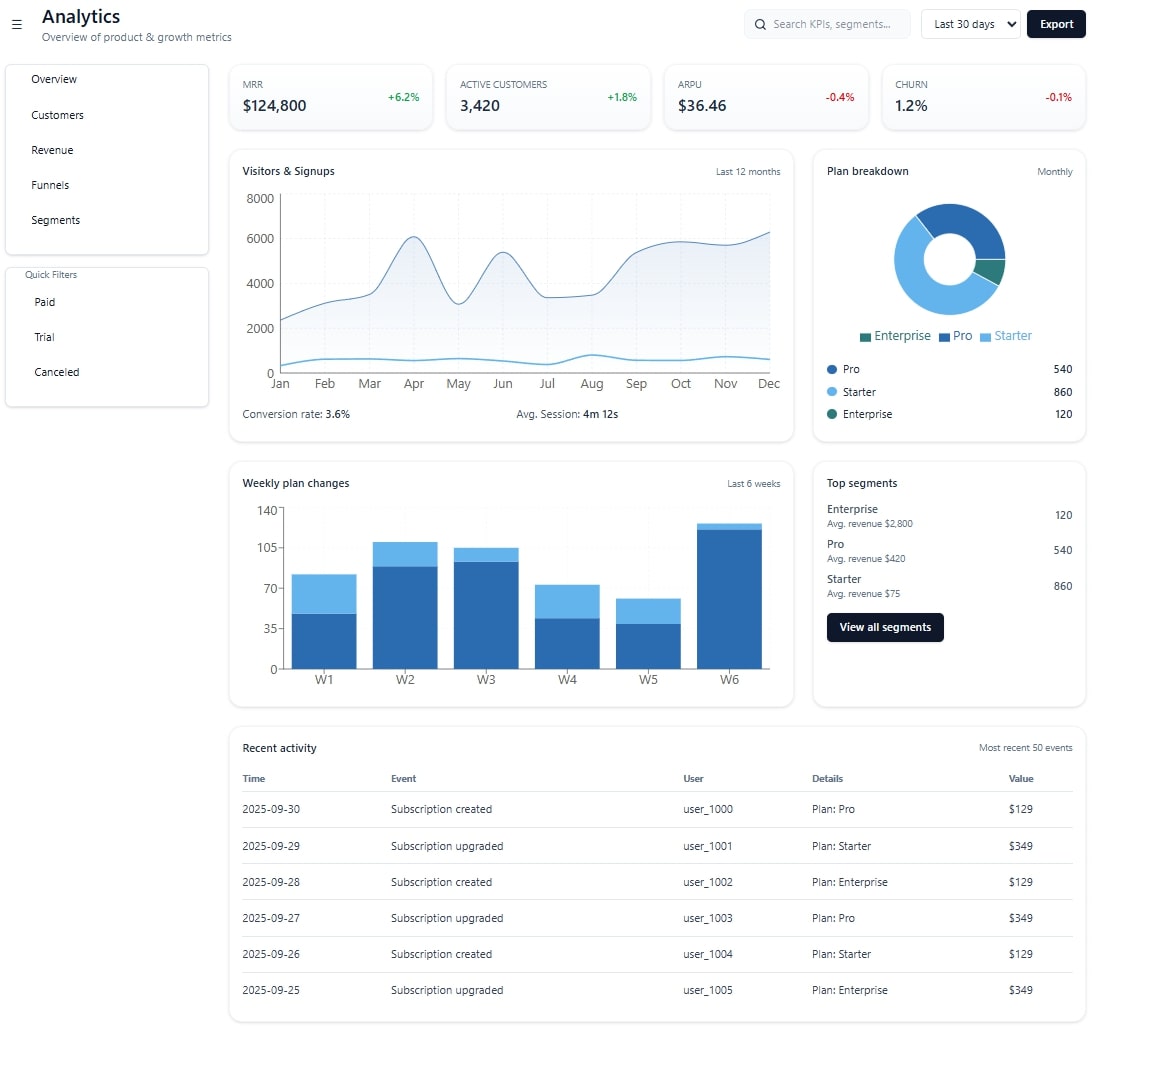 ☰
Analytics
Overview of product & growth metrics
Search KPIs, segments...
Last 30 days
Export
Overview
Customers
Revenue
Funnels
Segments
Quick Filters
Paid
Trial
Canceled
MRR
$124,800
+6.2%
ACTIVE CUSTOMERS
3,420
+1.8%
ARPU
$36.46
-0.4%
CHURN
1.2%
-0.1%
Visitors & Signups
Last 12 months
8000
6000
4000
2000
0
Jan Feb Mar Apr May Jun Jul Aug Sep Oct Nov Dec
Conversion rate: 3.6%
Avg. Session: 4m 12s
Plan breakdown
Monthly
Enterprise Pro Starter
Pro 540
Starter 860
Enterprise 120
Weekly plan changes
Last 6 weeks
140
105
70
35
0
W1 W2 W3 W4 W5 W6
Top segments
Enterprise
Avg. revenue $2,800
120
Pro
Avg. revenue $420
540
Starter
Avg. revenue $75
860
View all segments
Recent activity
Most recent 50 events
Time Event User Details Value
2025-09-30 Subscription created user_1000 Plan: Pro $129
2025-09-29 Subscription upgraded user_1001 Plan: Starter $349
2025-09-28 Subscription created user_1002 Plan: Enterprise $129
2025-09-27 Subscription upgraded user_1003 Plan: Pro $349
2025-09-26 Subscription created user_1004 Plan: Starter $129
2025-09-25 Subscription upgraded user_1005 Plan: Enterprise $349